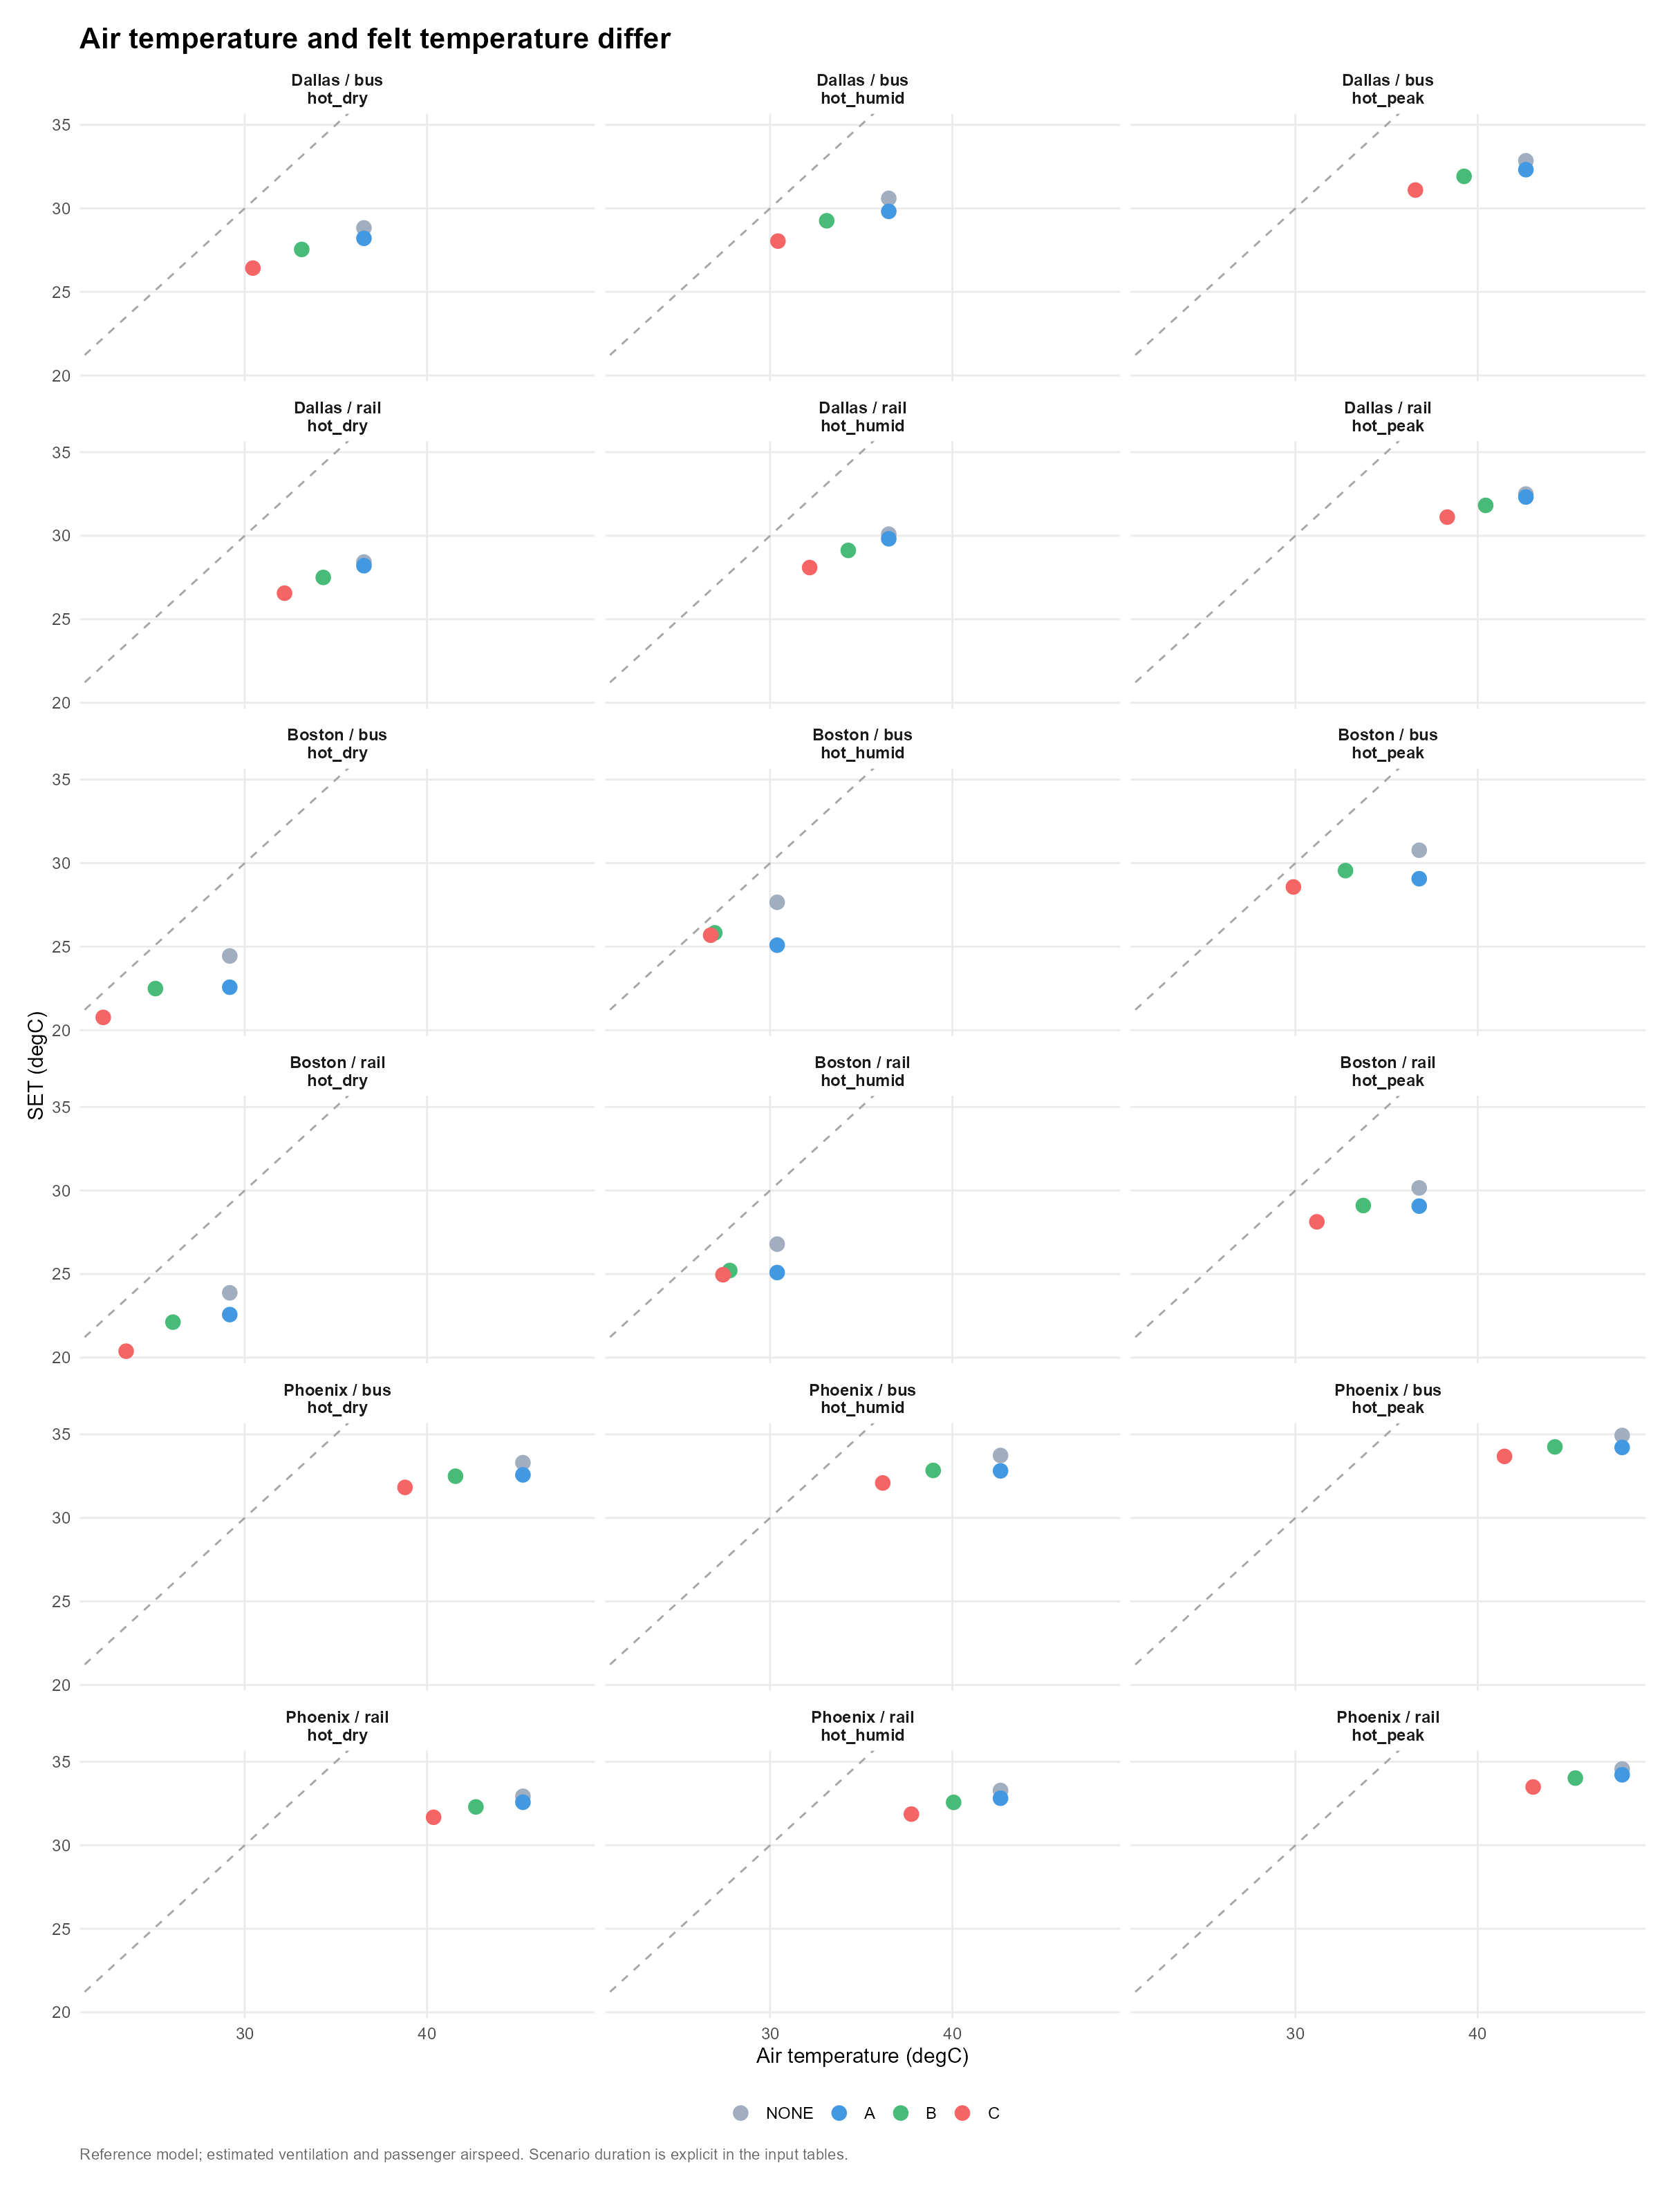 Air temperature and felt temperature differ
Dallas / bus
hot_dry
Dallas / bus
hot_humid
Dallas / bus
hot_peak
35
30
25
20
Dallas / rail
hot_dry
Dallas / rail
hot_humid
Dallas / rail
hot_peak
35
30
25
20
Boston / bus
hot_dry
Boston / bus
hot_humid
Boston / bus
hot_peak
35
30
25
20
SET (degC)
Boston / rail
hot_dry
Boston / rail
hot_humid
Boston / rail
hot_peak
35
30
25
20
Phoenix / bus
hot_dry
Phoenix / bus
hot_humid
Phoenix / bus
hot_peak
35
30
25
20
Phoenix / rail
hot_dry
Phoenix / rail
hot_humid
Phoenix / rail
hot_peak
35
30
25
20
30 40 30 40 30 40
Air temperature (degC)
NONE A B C
Reference model; estimated ventilation and passenger airspeed. Scenario duration is explicit in the input tables.